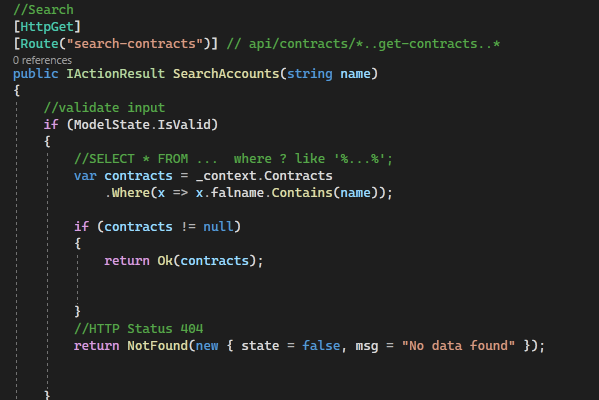 //Search
[HttpGet]
[Route("search-contracts")] // api/contracts/*..get-contracts..*
0 references
public IActionResult SearchAccounts(string name)
{
//validate input
if (ModelState.IsValid)
{
//SELECT * FROM ...  where ? like '%...%';
var contracts = _context.Contracts
.Where(x => x.falname.Contains(name));
if (contracts != null)
{
return Ok(contracts);
}
//HTTP Status 404
return NotFound(new { state = false, msg = "No data found" });
}